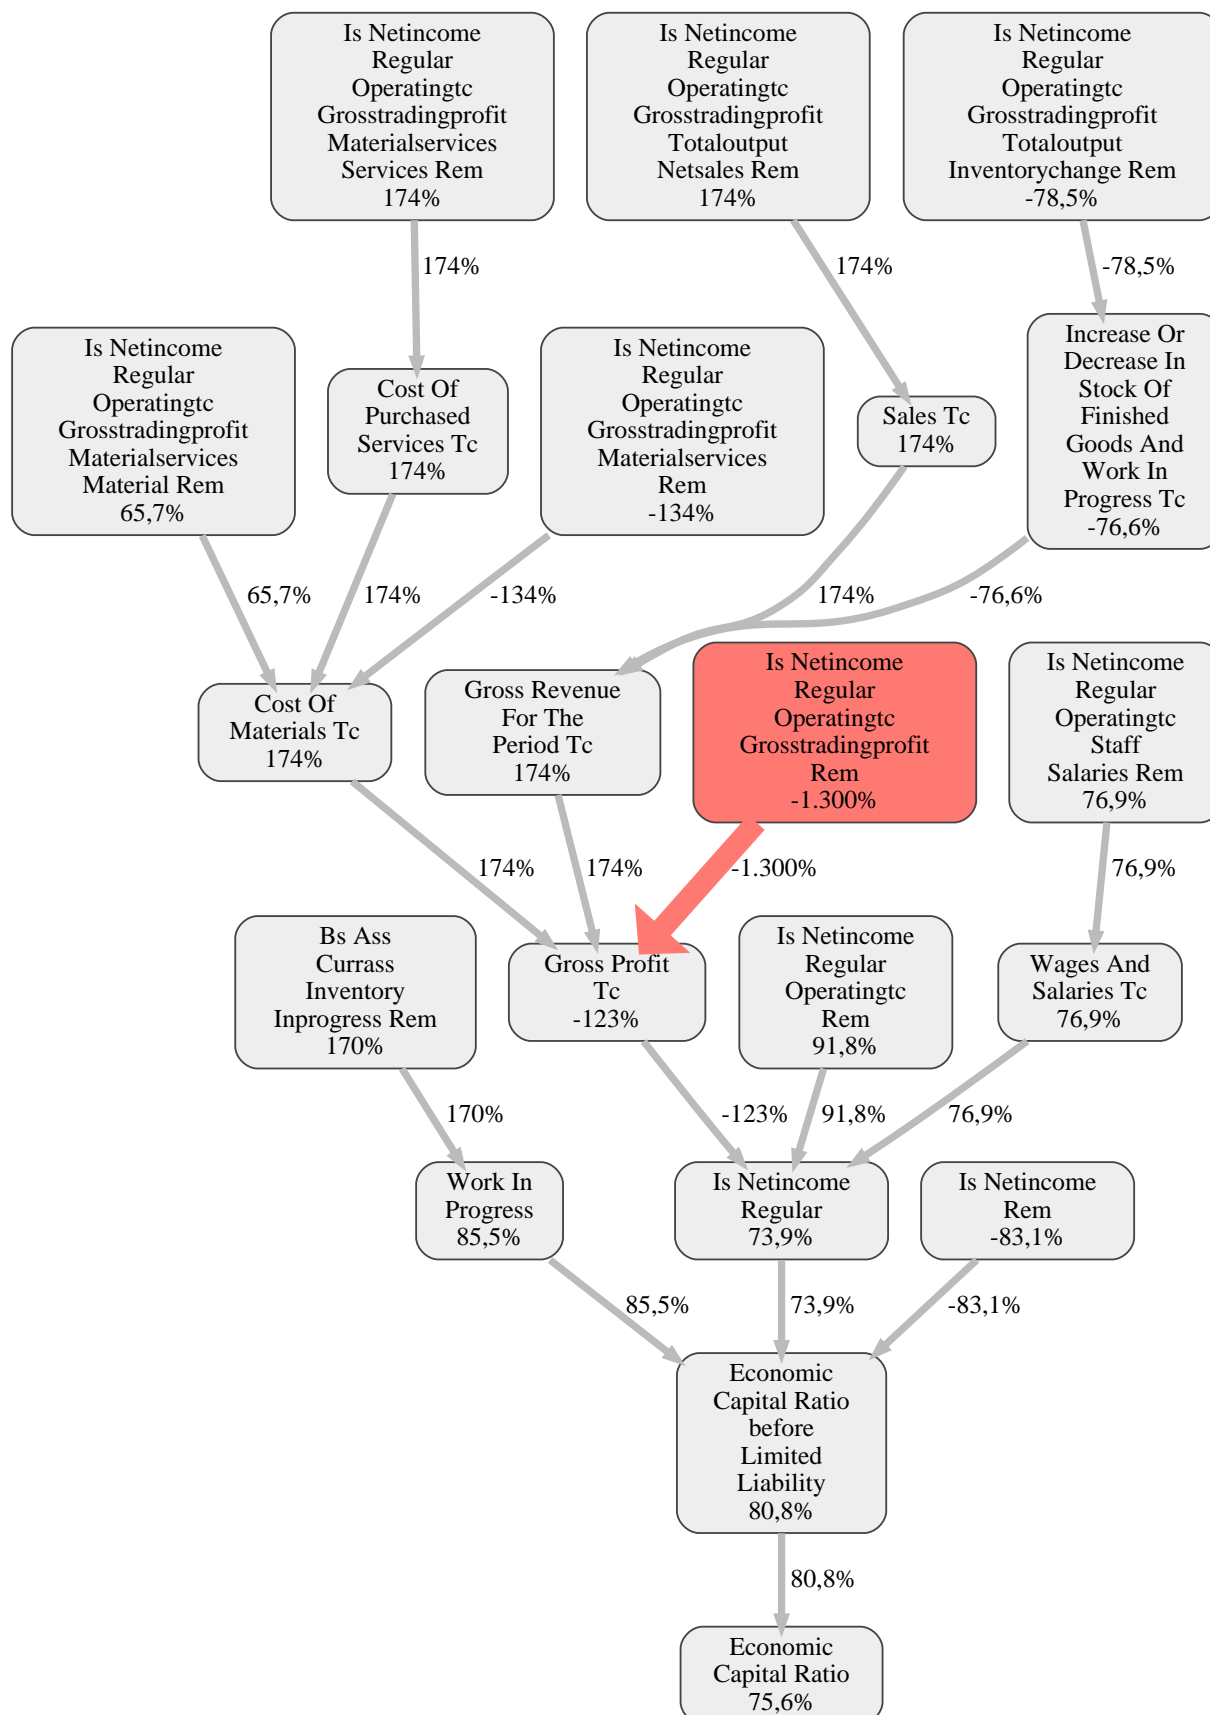 Is Netincome
Regular
Operatingtc
Grosstradingprofit
Materialservices
Services Rem
174%
Is Netincome
Regular
Operatingtc
Grosstradingprofit
Totaloutput
Netsales Rem
174%
Is Netincome
Regular
Operatingtc
Grosstradingprofit
Totaloutput
Inventorychange Rem
-78,5%
174%
174%
-78,5%
Is Netincome
Regular
Operatingtc
Grosstradingprofit
Materialservices
Material Rem
65,7%
Cost Of
Purchased
Services Tc
174%
Is Netincome
Regular
Operatingtc
Grosstradingprofit
Materialservices
Rem
-134%
Sales Tc
174%
Increase Or
Decrease In
Stock Of
Finished
Goods And
Work In
Progress Tc
-76,6%
65,7%
174%
-134%
174%
-76,6%
Cost Of
Materials Tc
174%
Gross Revenue
For The
Period Tc
174%
Is Netincome
Regular
Operatingtc
Grosstradingprofit
Rem
-1.300%
Is Netincome
Regular
Operatingtc
Staff
Salaries Rem
76,9%
174%
174%
-1.300%
76,9%
Bs Ass
Currass
Inventory
Inprogress Rem
170%
Gross Profit
Tc
-123%
Is Netincome
Regular
Operatingtc
Rem
91,8%
Wages And
Salaries Tc
76,9%
170%
-123%
91,8%
76,9%
Work In
Progress
85,5%
Is Netincome
Regular
73,9%
Is Netincome
Rem
-83,1%
85,5%
73,9%
-83,1%
Economic
Capital Ratio
before
Limited
Liability
80,8%
80,8%
Economic
Capital Ratio
75,6%